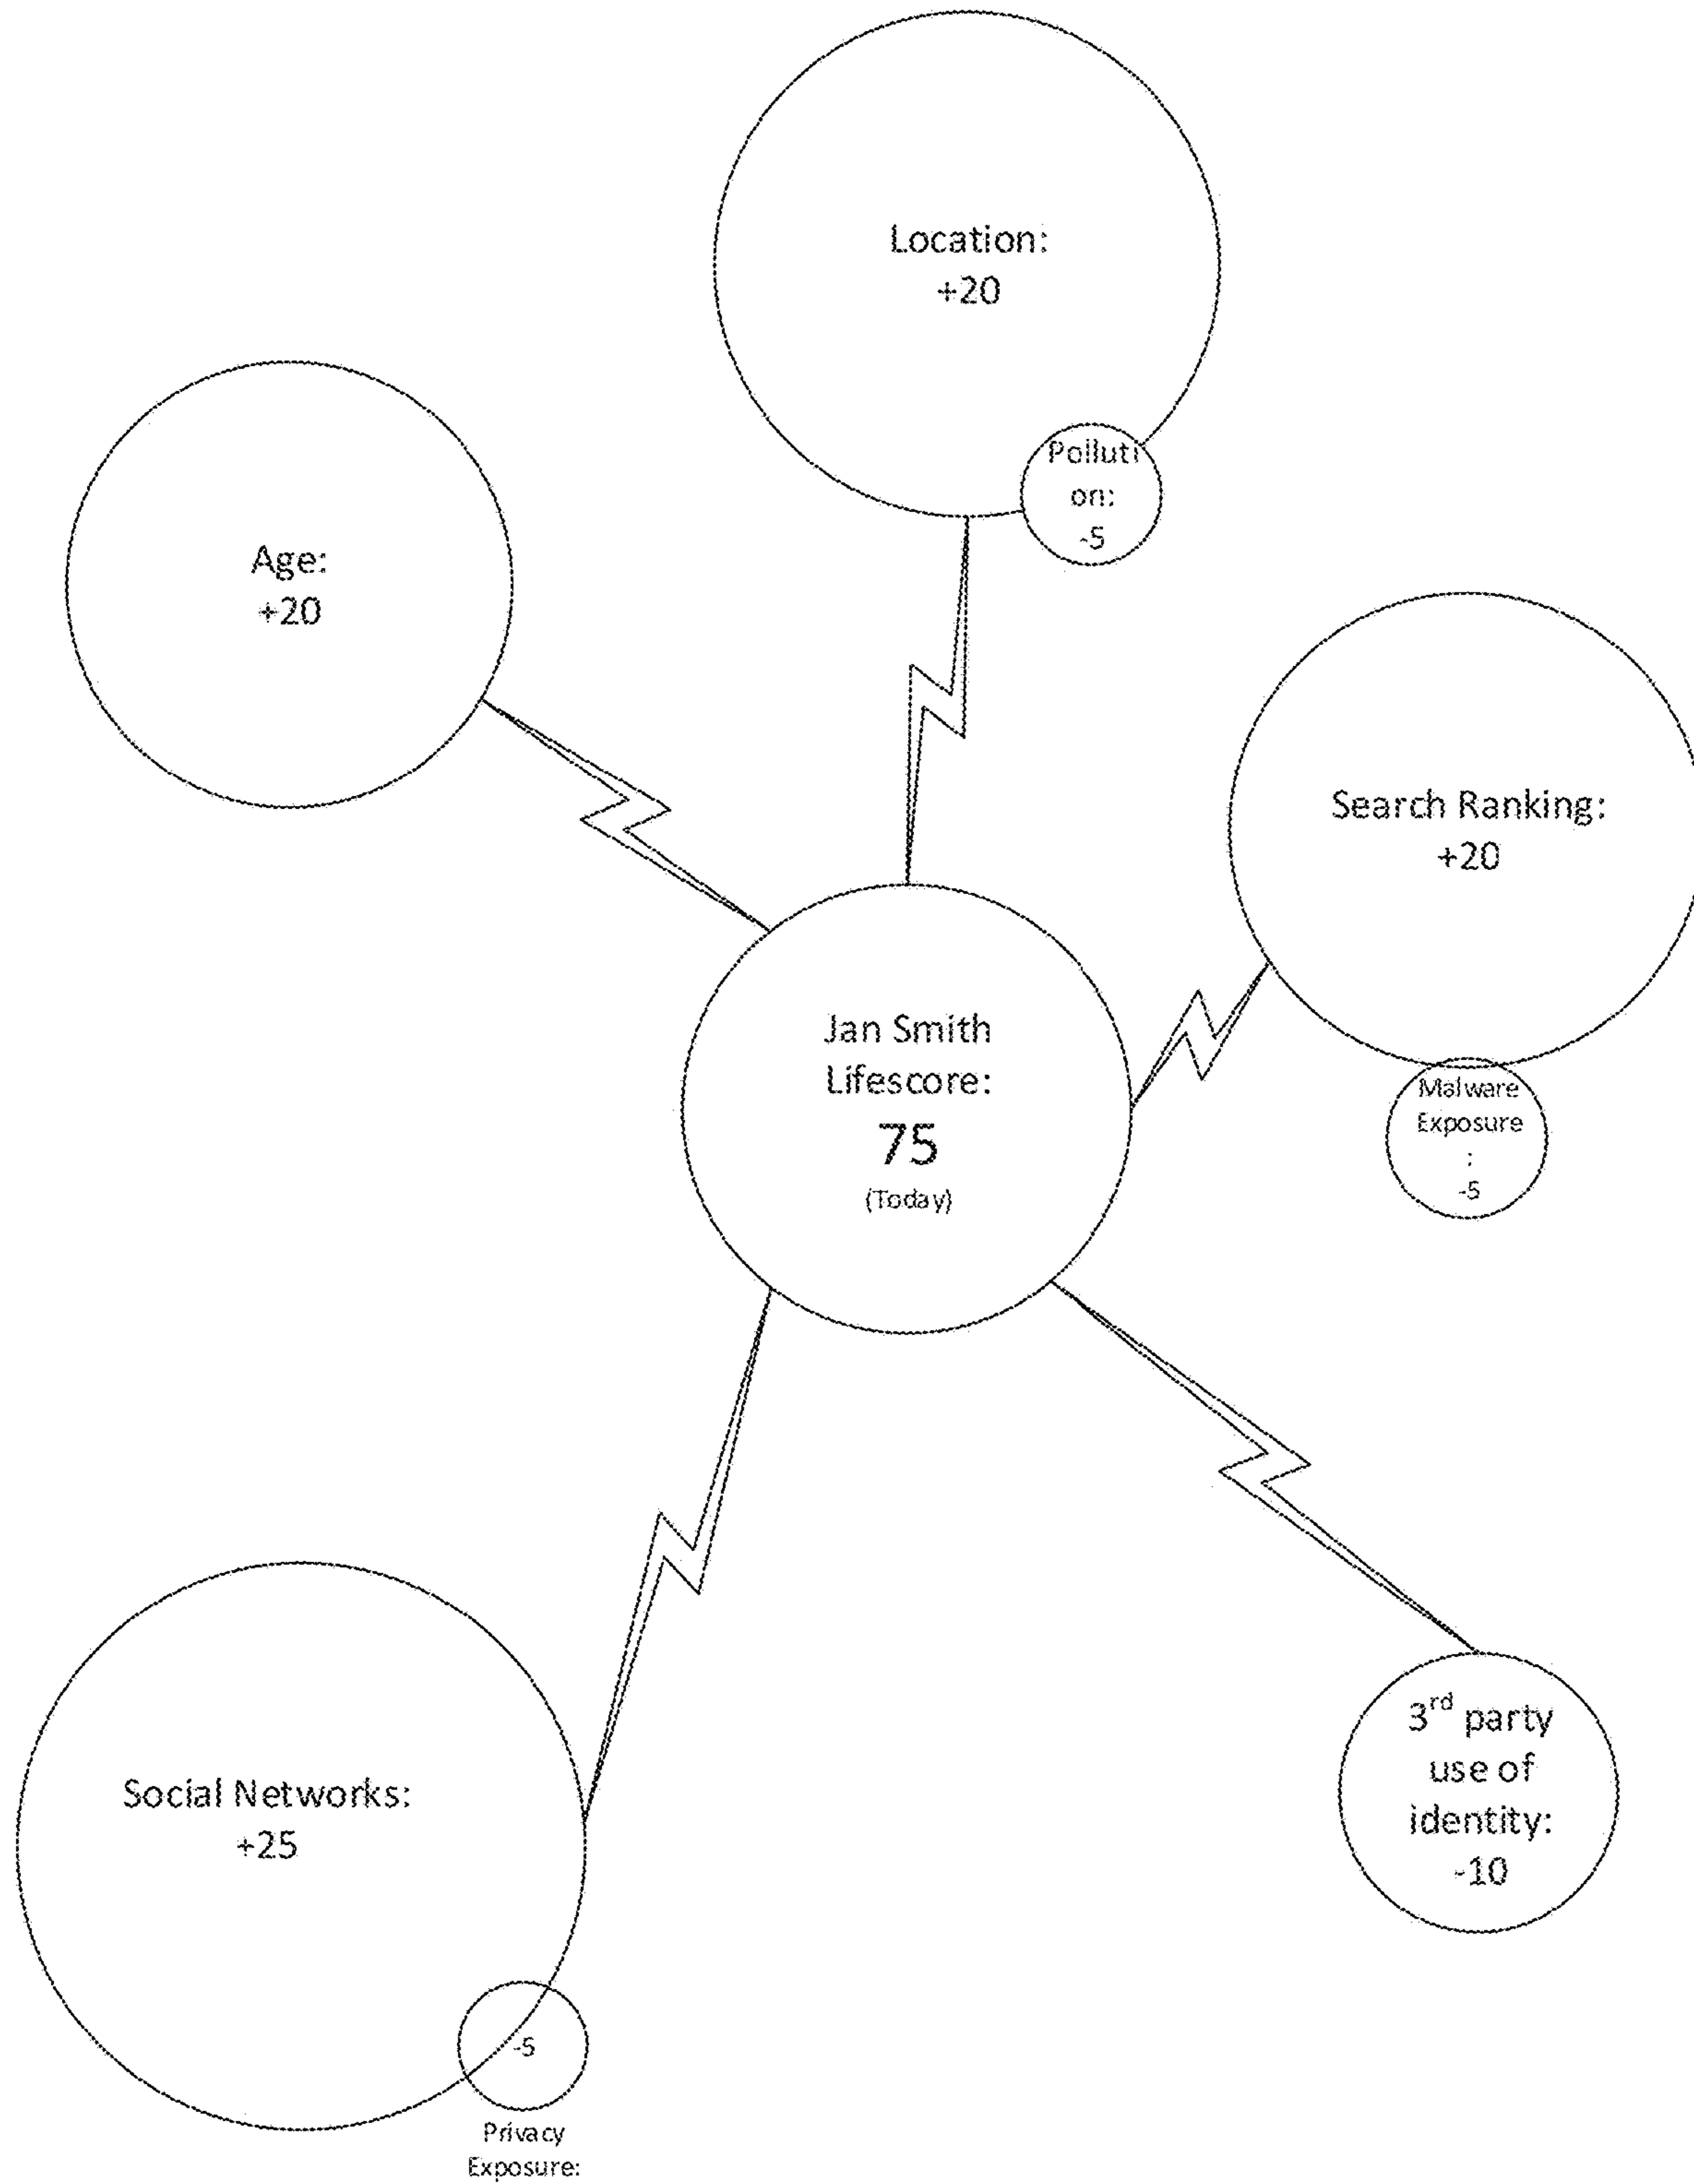 Location:
+20
Polluti
on:
-5
Age:
+20
Search Ranking:
+20
Malware
Exposure
:
-5
Jan Smith
Lifescore:
75
(Today)
Social Networks:
+25
-5
Privacy
Exposure:
3rd party
use of
identity:
-10